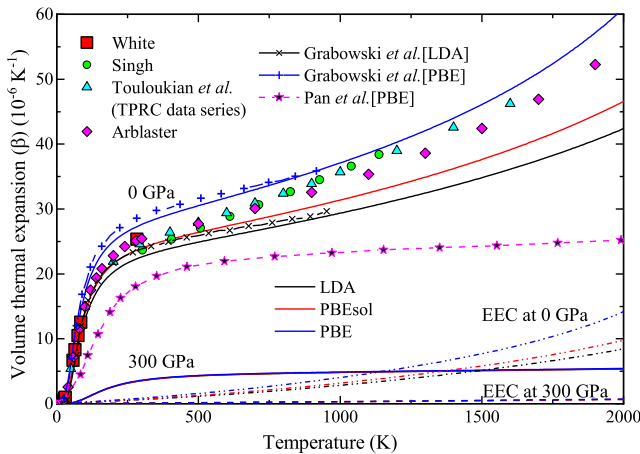 Volume thermal expansion (β) (10⁻⁶ K⁻¹)
60
50
40
30
20
10
0
White
Singh
Touloukian et al.
(TPRC data series)
Arblaster
Grabowski et al.[LDA]
Grabowski et al.[PBE]
Pan et al.[PBE]
0 GPa
LDA
PBEsol
PBE
300 GPa
EEC at 0 GPa
EEC at 300 GPa
0
500
1000
1500
2000
Temperature (K)